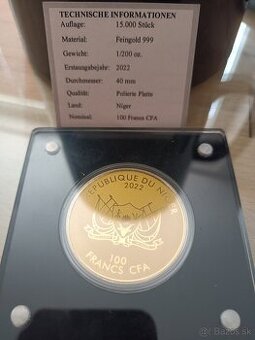 TECHNISCHE INFORMATIONEN
Auflage: 15.000 Stück
Material: Feingold 999
Gewicht: 1/200 oz.
Erstausgabejahr: 2022
Durchmesser: 40 mm
Qualität: Polierte Platte
Land: Niger
Nominal: 100 Francs CFA
REPUBLIQUE DU NIGER
2022
100
FRANCS CFA
bazos.sk